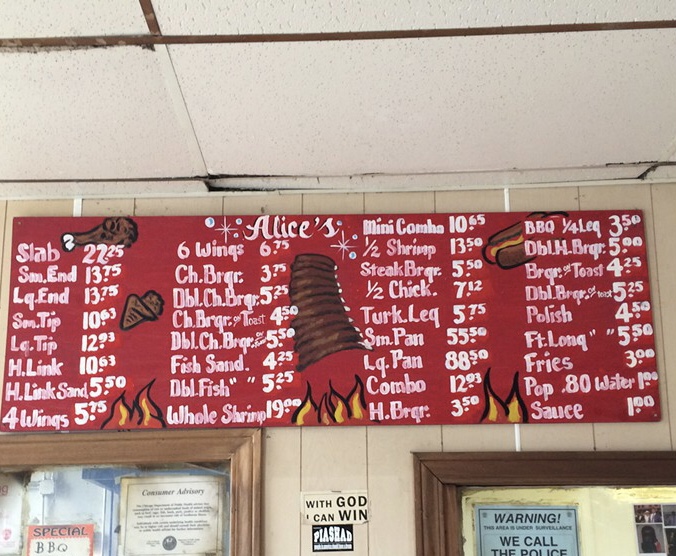 Alice's
Slab 22.25
Sm.End 13.75
Lg.End 13.75
Sm.Tip 10.63
Lg.Tip 12.93
H.Link 10.63
H.Link Sand. 5.50
4 Wings 5.75
6 Wings 6.75
Ch.Brgr. 3.75
Dbl.Ch.Brgr. 5.25
Ch.Brgr. or Toast 4.50
Dbl.Ch.Brgr. or 5.50
Fish Sand. 4.25
Dbl.Fish " " 5.25
Whole Shrimp 19.00
Mini Combo 10.65
1/2 Shrimp 13.50
Steak Brgr. 5.50
1/2 Chick. 7.12
Turk.Leg 5.75
Sm.Pan 55.50
Lg.Pan 88.50
Combo 12.93
H.Brgr. 3.50
BBQ 1/4 Leg 3.50
Dbl.H.Brgr. 5.00
Brgr. or Toast 4.25
Dbl.Brgr. or toast 5.25
Polish 4.50
Ft.Long " " 5.50
Fries 3.00
Pop .80 Water 1.00
Sauce 1.00
Consumer Advisory
SPECIAL
BBQ
WITH GOD
I CAN WIN
WARNING!
THIS AREA IS UNDER SURVEILLANCE
WE CALL
THE POLICE